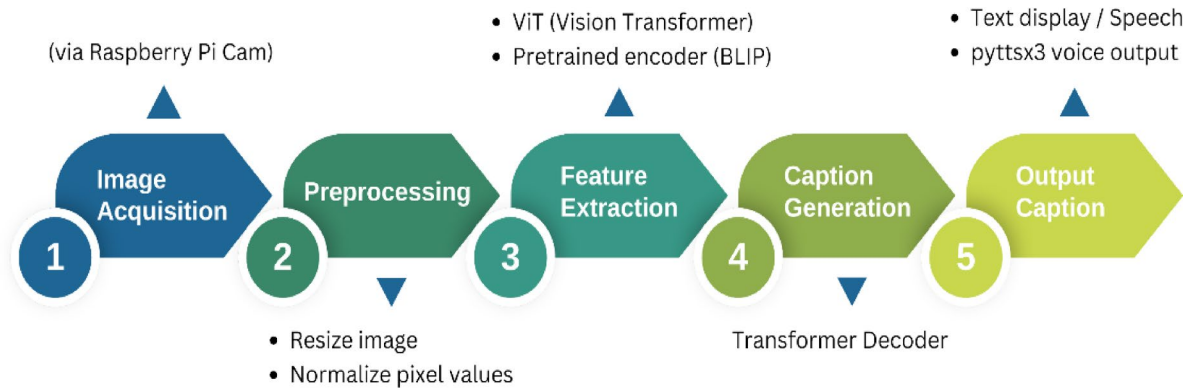 (via Raspberry Pi Cam)
• ViT (Vision Transformer)
• Pretrained encoder (BLIP)
• Text display / Speech
• pyttsx3 voice output
1
Image
Acquisition
2
Preprocessing
3
Feature
Extraction
4
Caption
Generation
5
Output
Caption
• Resize image
• Normalize pixel values
Transformer Decoder